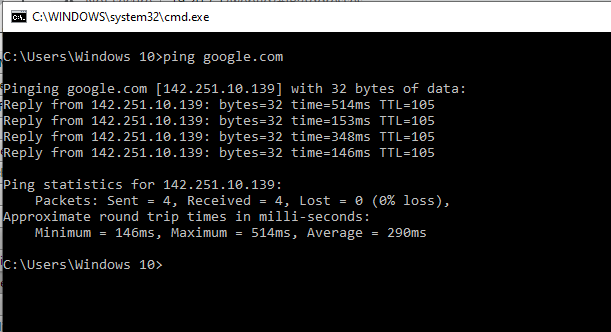 C:\WINDOWS\system32\cmd.exe
C:\Users\Windows 10>ping google.com
Pinging google.com [142.251.10.139] with 32 bytes of data:
Reply from 142.251.10.139: bytes=32 time=514ms TTL=105
Reply from 142.251.10.139: bytes=32 time=153ms TTL=105
Reply from 142.251.10.139: bytes=32 time=348ms TTL=105
Reply from 142.251.10.139: bytes=32 time=146ms TTL=105
Ping statistics for 142.251.10.139:
    Packets: Sent = 4, Received = 4, Lost = 0 (0% loss),
Approximate round trip times in milli-seconds:
    Minimum = 146ms, Maximum = 514ms, Average = 290ms
C:\Users\Windows 10>